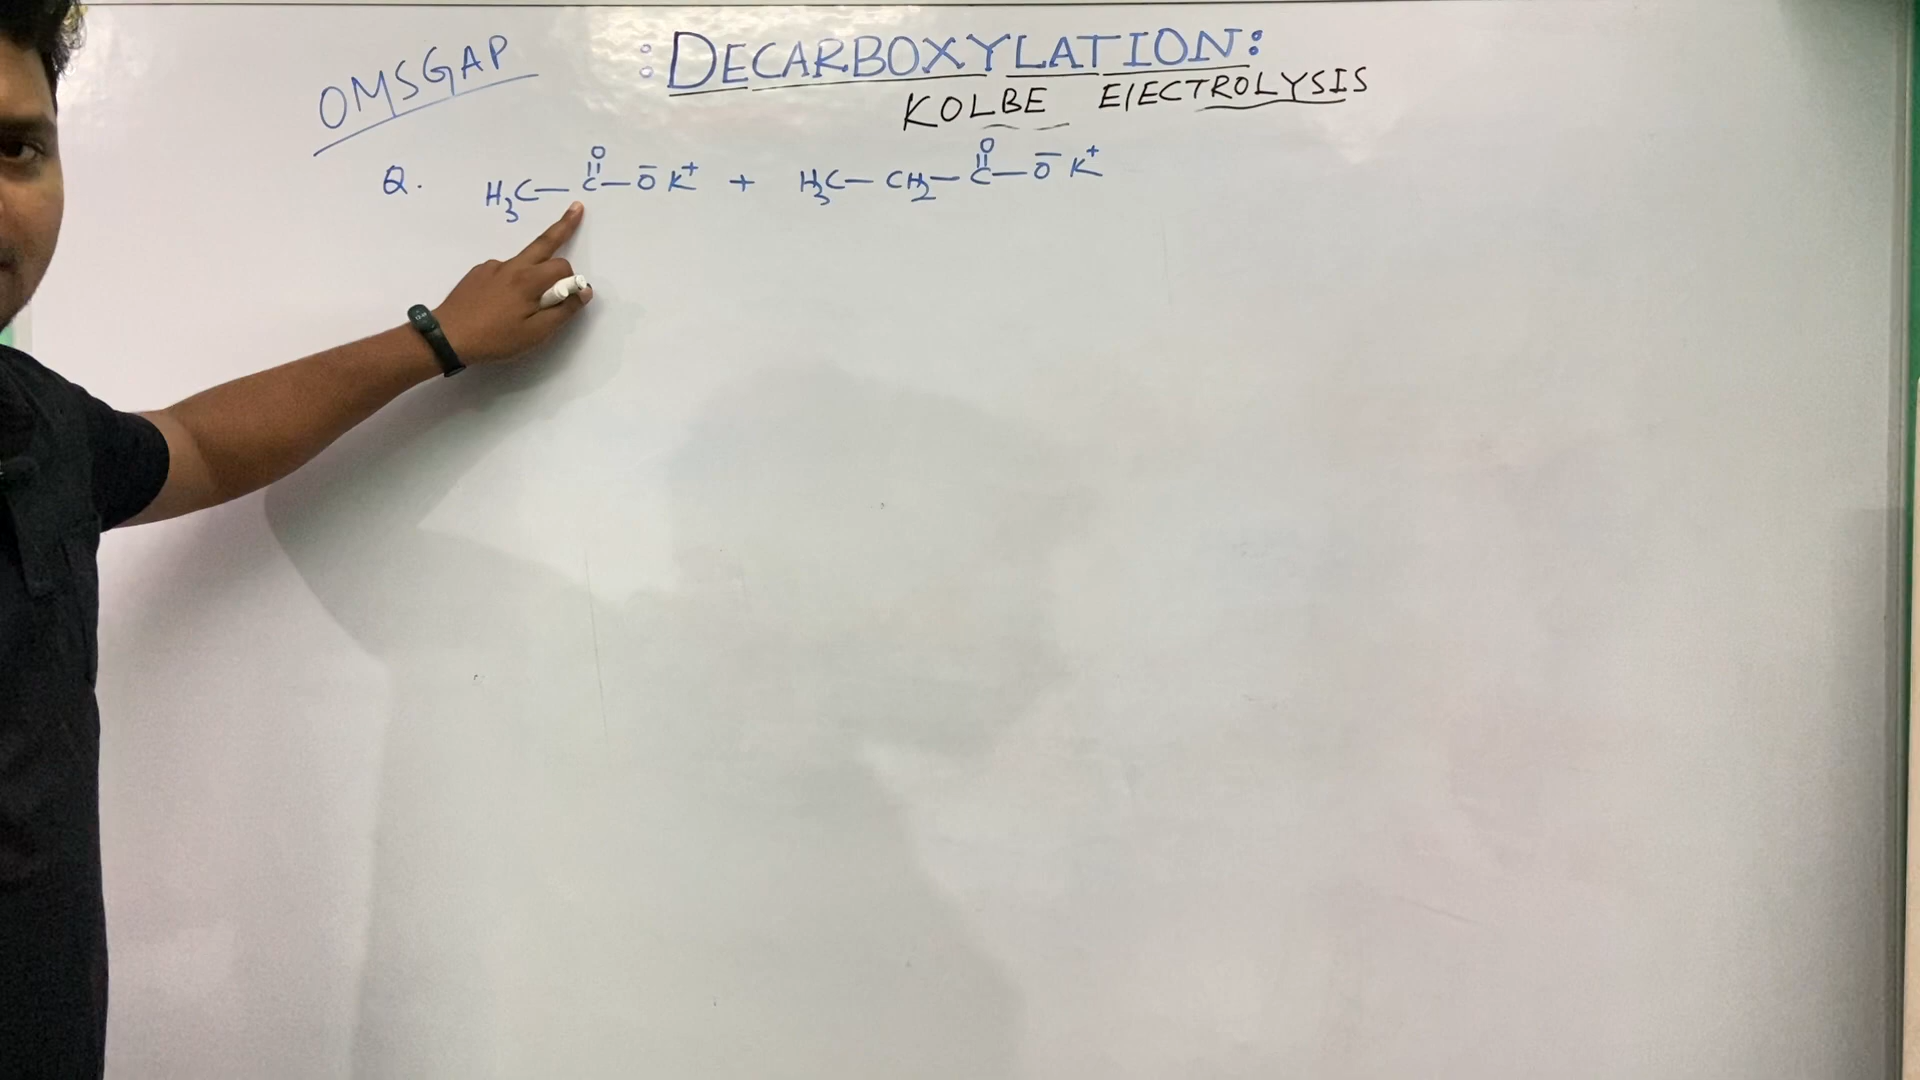 OMSGAP
: DECARBOXYLATION:
KOLBE ElECTROLYSIS
Q. H₃C—C(=O)—O⁻ K⁺ + H₃C—CH₂—C(=O)—O⁻ K⁺